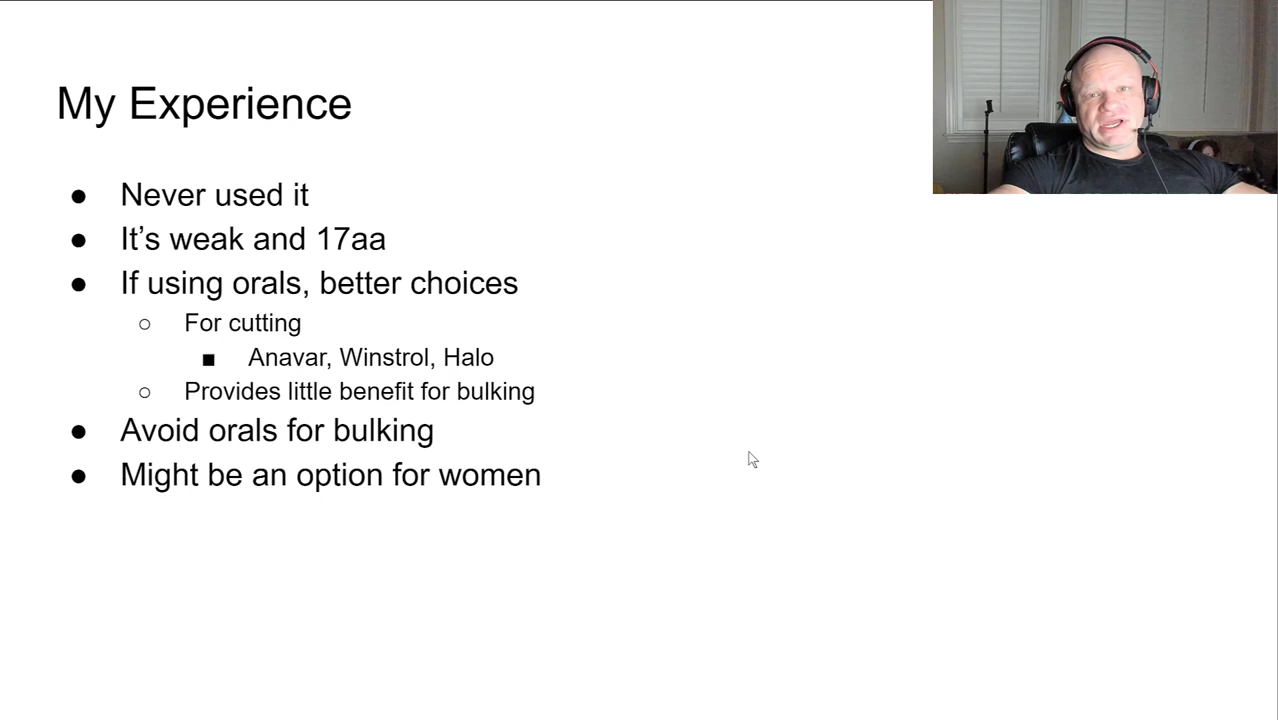 My Experience
● Never used it
● It’s weak and 17aa
● If using orals, better choices
○ For cutting
■ Anavar, Winstrol, Halo
○ Provides little benefit for bulking
● Avoid orals for bulking
● Might be an option for women